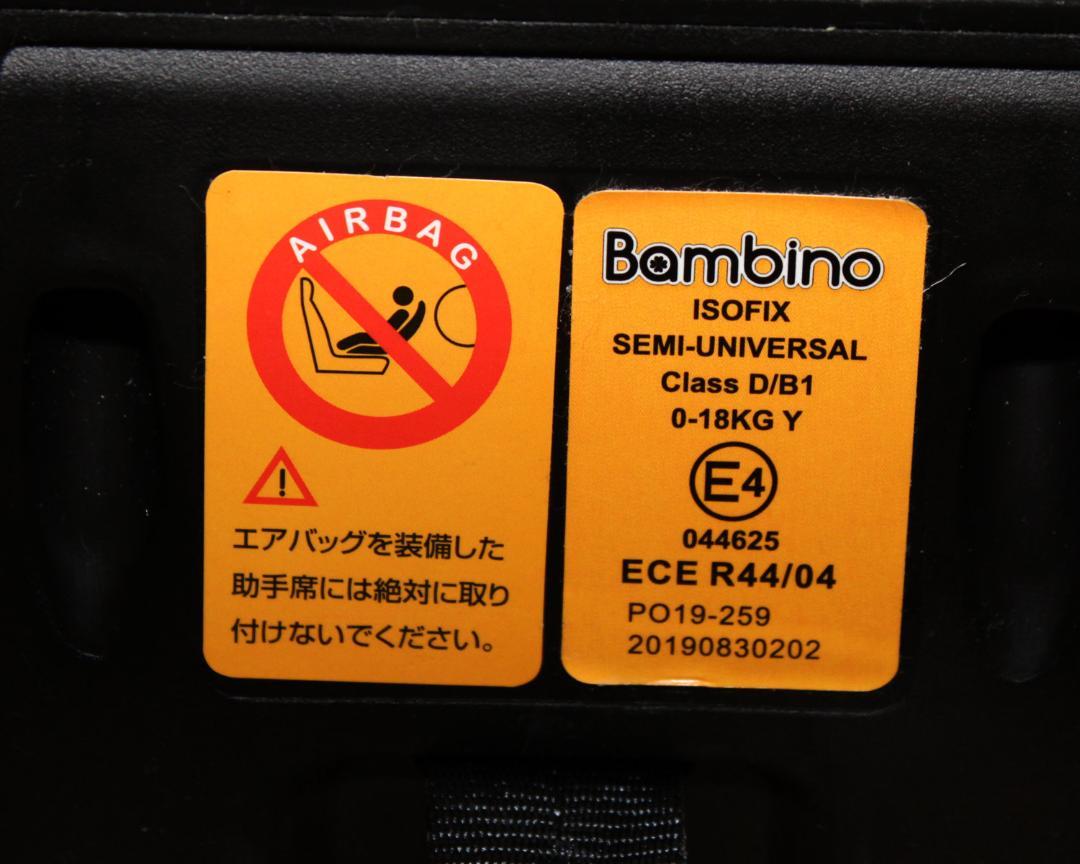 AIRBAG
!
エアバッグを装備した
助手席には絶対に取り
付けないでください。
Bambino
ISOFIX
SEMI-UNIVERSAL
Class D/B1
0-18KG Y
E4
044625
ECE R44/04
PO19-259
20190830202